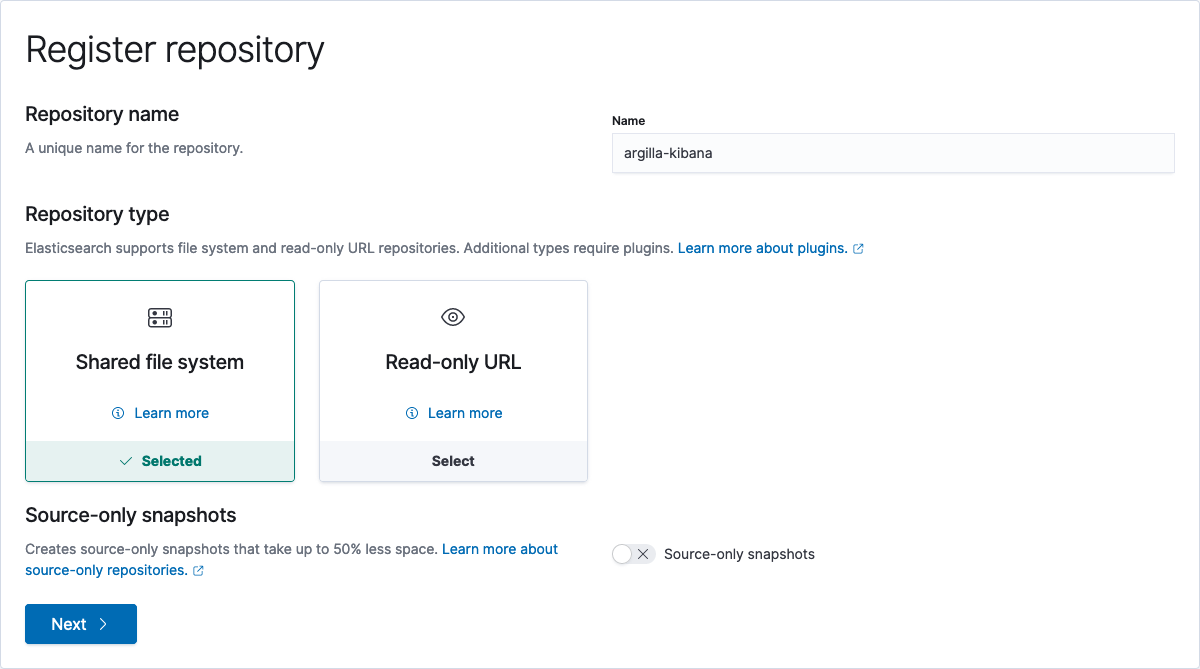 Register repository
Repository name
A unique name for the repository.
Name
argilla-kibana
Repository type
Elasticsearch supports file system and read-only URL repositories. Additional types require plugins. Learn more about plugins.
Shared file system
Learn more
Selected
Read-only URL
Learn more
Select
Source-only snapshots
Creates source-only snapshots that take up to 50% less space. Learn more about
source-only repositories.
Source-only snapshots
Next